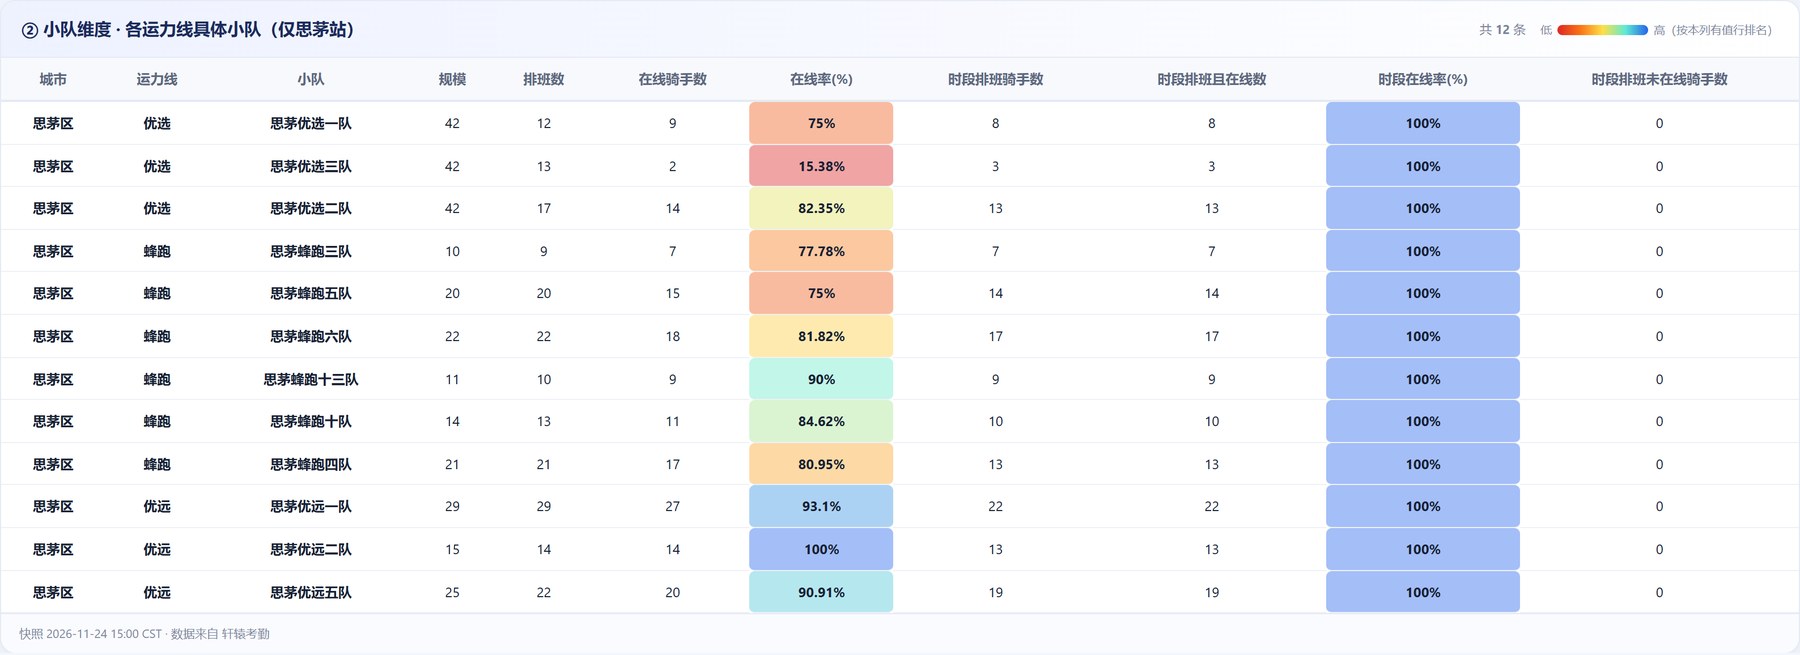 ② 小队维度 · 各运力线具体小队（仅思茅站） 共 12 条 低 高 (按本列有值行排名)
城市 运力线 小队 规模 排班数 在线骑手数 在线率(%) 时段排班骑手数 时段排班且在线数 时段在线率(%) 时段排班未在线骑手数
思茅区 优选 思茅优选一队 42 12 9 75% 8 8 100% 0
思茅区 优选 思茅优选三队 42 13 2 15.38% 3 3 100% 0
思茅区 优选 思茅优选二队 42 17 14 82.35% 13 13 100% 0
思茅区 蜂跑 思茅蜂跑三队 10 9 7 77.78% 7 7 100% 0
思茅区 蜂跑 思茅蜂跑五队 20 20 15 75% 14 14 100% 0
思茅区 蜂跑 思茅蜂跑六队 22 22 18 81.82% 17 17 100% 0
思茅区 蜂跑 思茅蜂跑十三队 11 10 9 90% 9 9 100% 0
思茅区 蜂跑 思茅蜂跑十队 14 13 11 84.62% 10 10 100% 0
思茅区 蜂跑 思茅蜂跑四队 21 21 17 80.95% 13 13 100% 0
思茅区 优远 思茅优远一队 29 29 27 93.1% 22 22 100% 0
思茅区 优远 思茅优远二队 15 14 14 100% 13 13 100% 0
思茅区 优远 思茅优远五队 25 22 20 90.91% 19 19 100% 0
快照 2026-11-24 15:00 CST · 数据来自 轩辕考勤